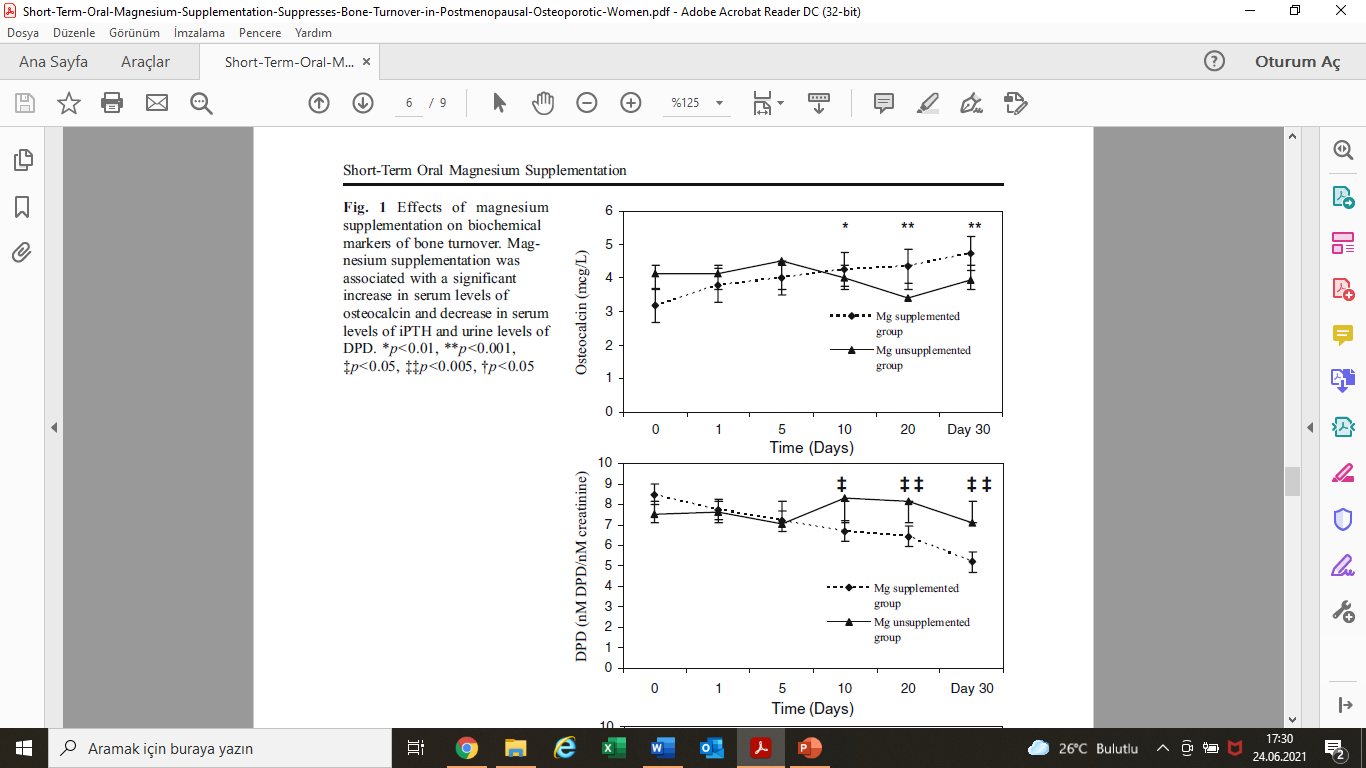 Short-Term-Oral-Magnesium-Supplementation-Suppresses-Bone-Turnover-in-Postmenopausal-Osteoporotic-Women.pdf - Adobe Acrobat Reader DC (32-bit)
Dosya Düzenle Görünüm İmzalama Pencere Yardım
Ana Sayfa Araçlar Short-Term-Oral-M... × ? Oturum Aç
6 / 9 %125
Short-Term Oral Magnesium Supplementation
Fig. 1 Effects of magnesium
supplementation on biochemical
markers of bone turnover. Mag-
nesium supplementation was
associated with a significant
increase in serum levels of
osteocalcin and decrease in serum
levels of iPTH and urine levels of
DPD. *p<0.01, **p<0.001,
‡p<0.05, ‡‡p<0.005, †p<0.05
Osteocalcin (mcg/L)
6
5
4
3
2
1
0
* ** **
Mg supplemented
group
Mg unsupplemented
group
0 1 5 10 20 Day 30
Time (Days)
DPD (nM DPD/nM creatinine)
10
9
8
7
6
5
4
3
2
1
0
‡ ‡‡ ‡‡
Mg supplemented
group
Mg unsupplemented
group
0 1 5 10 20 Day 30
Time (Days)
10
Aramak için buraya yazın
26°C Bulutlu
17:30
24.06.2021
2